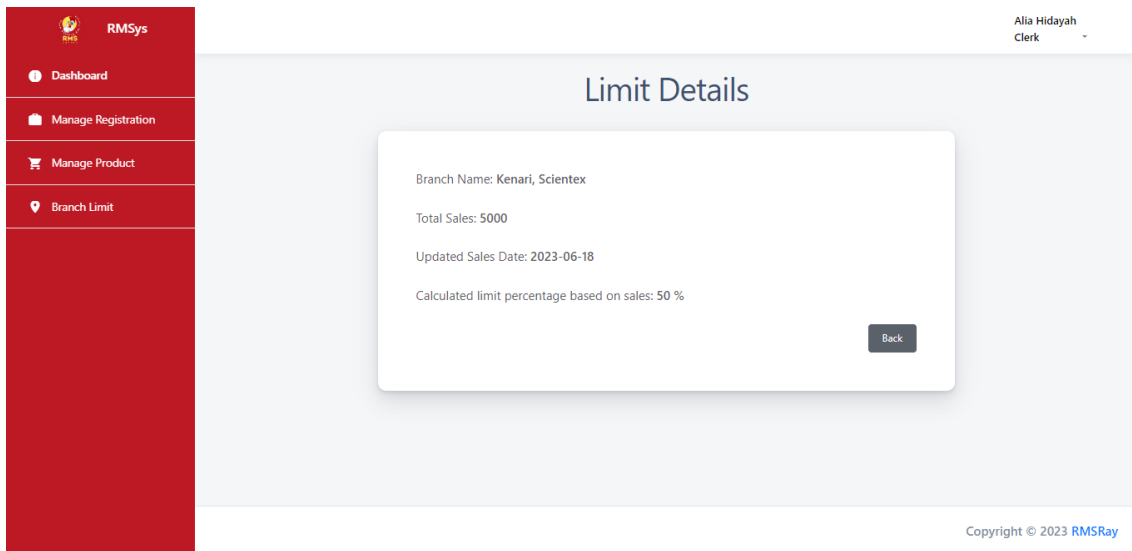 RMS
RMSys
Alia Hidayah
Clerk
Dashboard
Manage Registration
Manage Product
Branch Limit
Limit Details
Branch Name: Kenari, Scientex
Total Sales: 5000
Updated Sales Date: 2023-06-18
Calculated limit percentage based on sales: 50 %
Back
Copyright © 2023 RMSRay